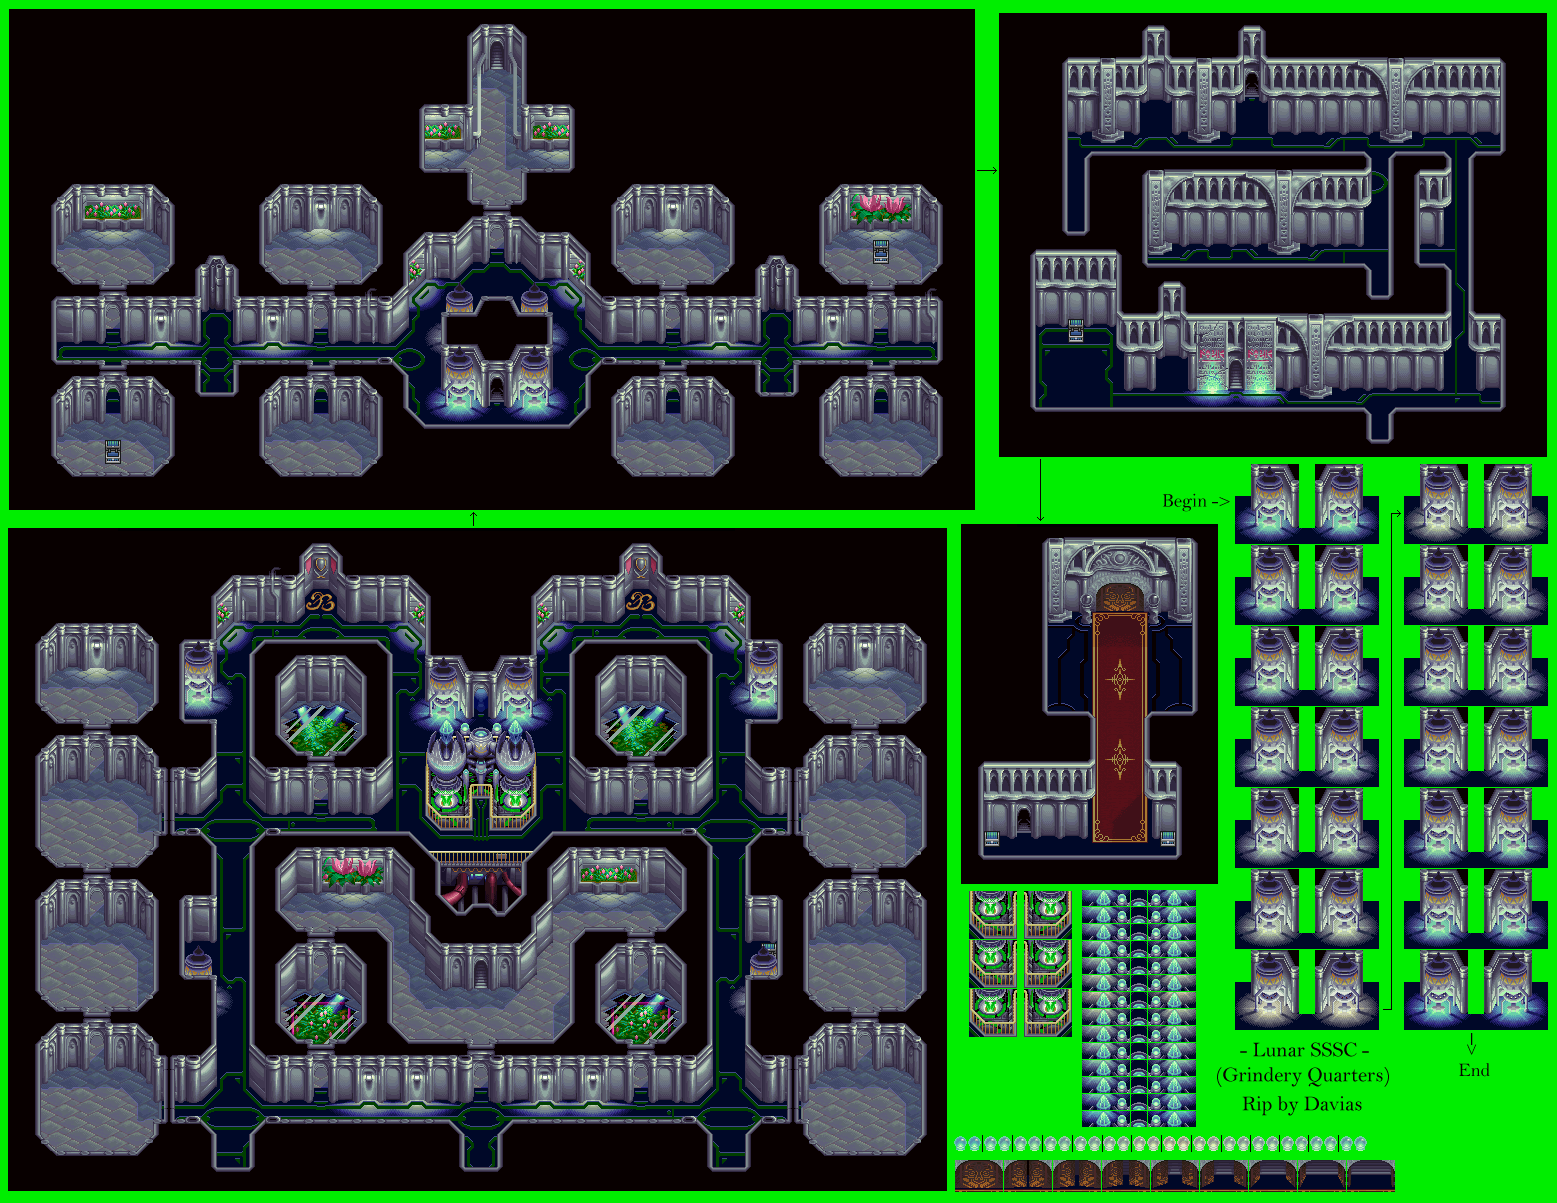 Begin ->
- Lunar SSSC -
(Grindery Quarters)
Rip by Davias
End